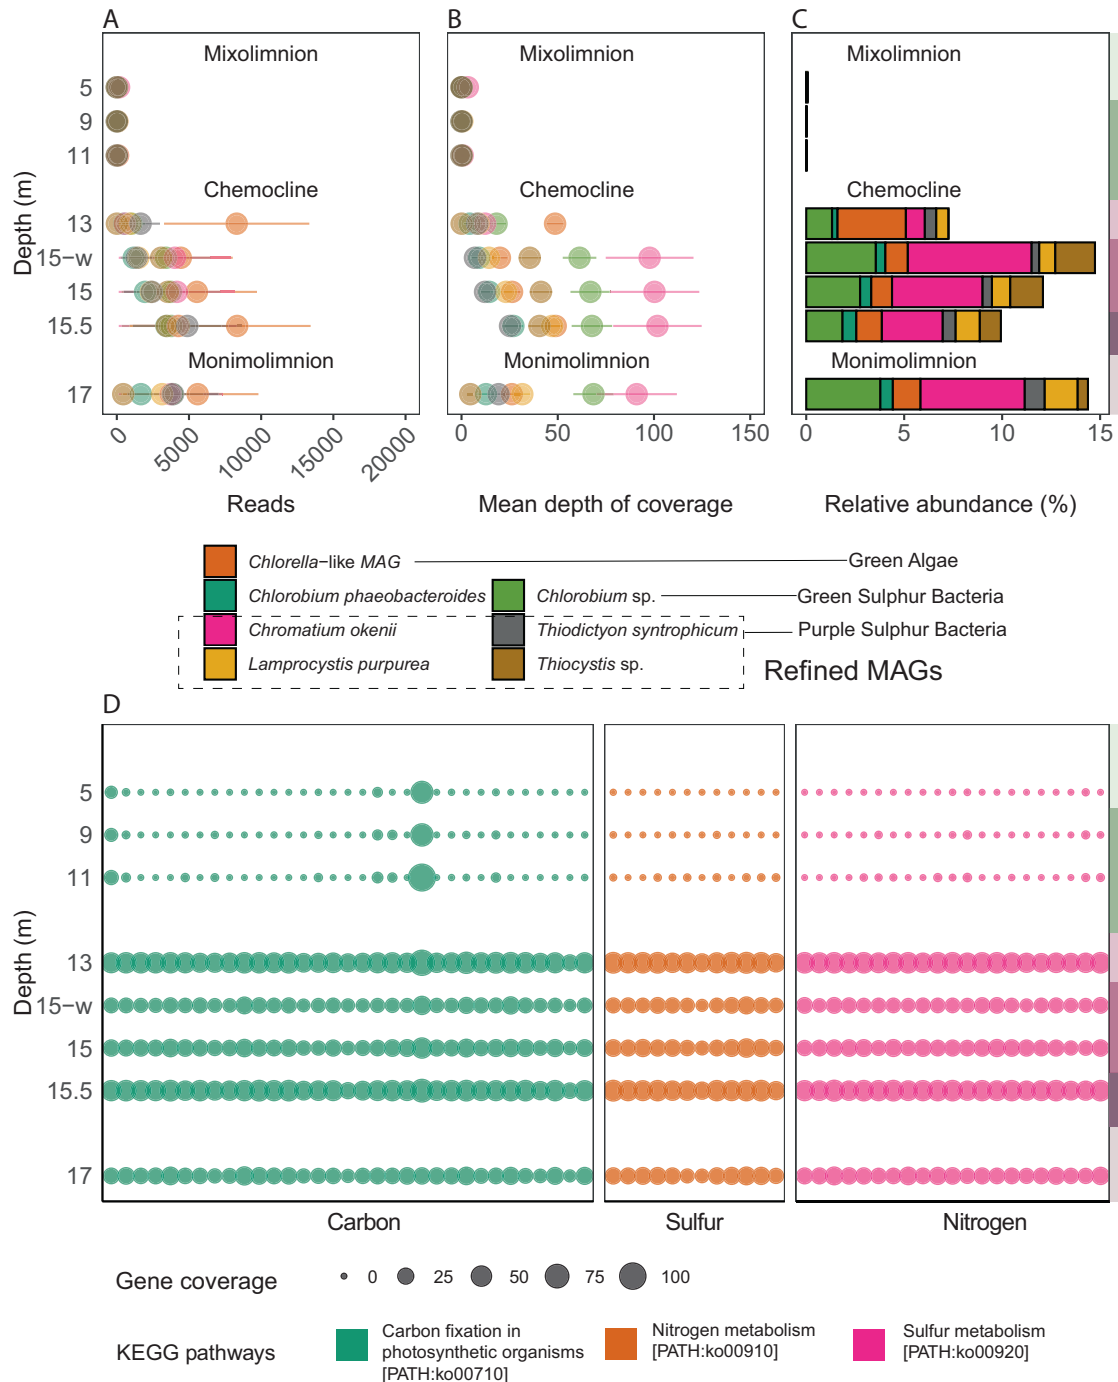 A B C
Mixolimnion Mixolimnion Mixolimnion
5
9
11
Chemocline Chemocline Chemocline
13
15−w
15
15.5
Monimolimnion Monimolimnion Monimolimnion
17
Depth (m)
0 5000 10000 15000 20000 0 50 100 150 0 5 10 15
Reads Mean depth of coverage Relative abundance (%)
Chlorella−like MAG Green Algae
Chlorobium phaeobacteroides Chlorobium sp. Green Sulphur Bacteria
Chromatium okenii Thiodictyon syntrophicum Purple Sulphur Bacteria
Lamprocystis purpurea Thiocystis sp. Refined MAGs
D
5
9
11
13
15−w
15
15.5
17
Depth (m)
Carbon Sulfur Nitrogen
Gene coverage 0 25 50 75 100
KEGG pathways
Carbon fixation in
photosynthetic organisms
[PATH:ko00710]
Nitrogen metabolism
[PATH:ko00910]
Sulfur metabolism
[PATH:ko00920]